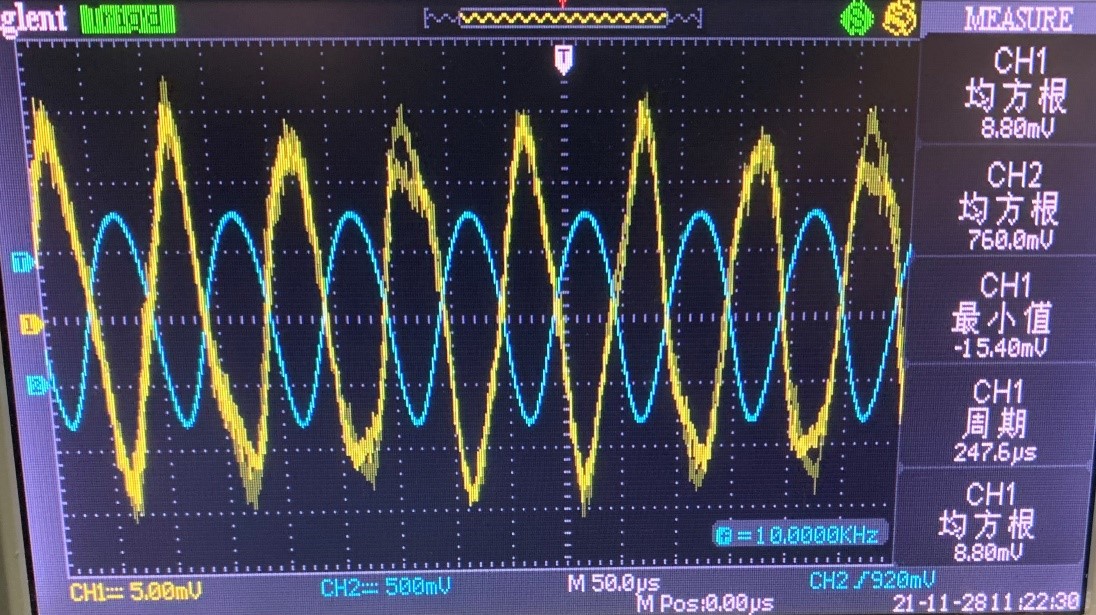 glent
MEASURE
T
CH1
均方根
8.80mV
CH2
均方根
760.0mV
CH1
最小值
-15.40mV
CH1
周期
247.6µs
CH1
均方根
8.80mV
1
=10.0000KHz
CH1 5.00mV
CH2 500mV
M 50.0µs
M Pos:0.00µs
CH2 /920mV
21-11-28 11:22:30